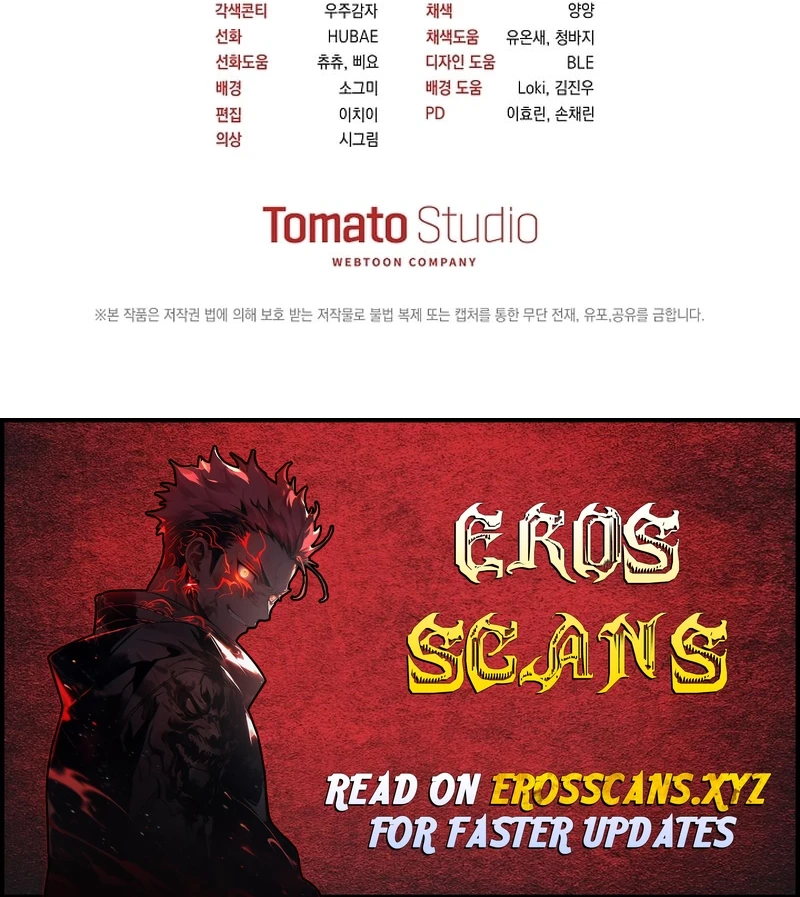 각색콘티 우주감자 채색 양양
선화 HUBAE 채색도움 유온새, 청바지
선화도움 츄츄, 삐요 디자인 도움 BLE
배경 소그미 배경 도움 Loki, 김진우
편집 이치이 PD 이효린, 손채린
의상 시그림
Tomato Studio
WEBTOON COMPANY
※본 작품은 저작권 법에 의해 보호 받는 저작물로 불법 복제 또는 캡처를 통한 무단 전재, 유포,공유를 금합니다.
EROS
SCANS
READ ON EROSSCANS.XYZ
FOR FASTER UPDATES